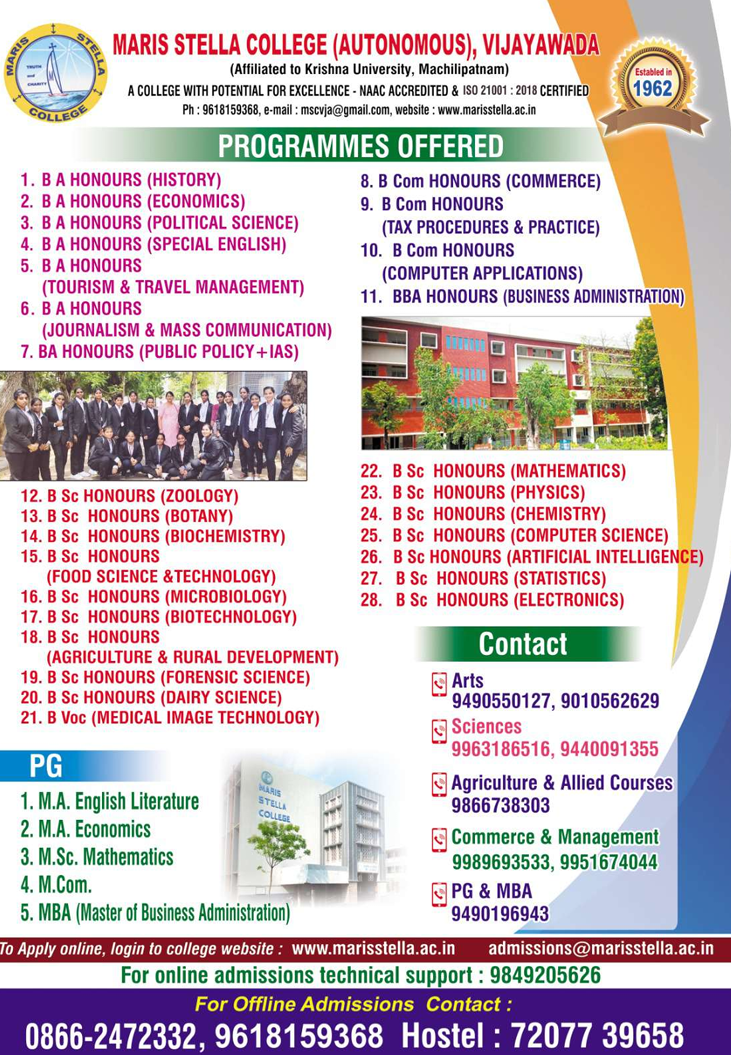 MARIS STELLA COLLEGE
TRUTH
and
CHARITY
MARIS STELLA COLLEGE (AUTONOMOUS), VIJAYAWADA
(Affiliated to Krishna University, Machilipatnam)
A COLLEGE WITH POTENTIAL FOR EXCELLENCE - NAAC ACCREDITED & ISO 21001 : 2018 CERTIFIED
Ph : 9618159368, e-mail : mscvja@gmail.com, website : www.marisstella.ac.in
Establed in
1962
PROGRAMMES OFFERED
1. B A HONOURS (HISTORY)
2. B A HONOURS (ECONOMICS)
3. B A HONOURS (POLITICAL SCIENCE)
4. B A HONOURS (SPECIAL ENGLISH)
5. B A HONOURS
(TOURISM & TRAVEL MANAGEMENT)
6. B A HONOURS
(JOURNALISM & MASS COMMUNICATION)
7. BA HONOURS (PUBLIC POLICY+IAS)
8. B Com HONOURS (COMMERCE)
9. B Com HONOURS
(TAX PROCEDURES & PRACTICE)
10. B Com HONOURS
(COMPUTER APPLICATIONS)
11. BBA HONOURS (BUSINESS ADMINISTRATION)
12. B Sc HONOURS (ZOOLOGY)
13. B Sc HONOURS (BOTANY)
14. B Sc HONOURS (BIOCHEMISTRY)
15. B Sc HONOURS
(FOOD SCIENCE &TECHNOLOGY)
16. B Sc HONOURS (MICROBIOLOGY)
17. B Sc HONOURS (BIOTECHNOLOGY)
18. B Sc HONOURS
(AGRICULTURE & RURAL DEVELOPMENT)
19. B Sc HONOURS (FORENSIC SCIENCE)
20. B Sc HONOURS (DAIRY SCIENCE)
21. B Voc (MEDICAL IMAGE TECHNOLOGY)
22. B Sc HONOURS (MATHEMATICS)
23. B Sc HONOURS (PHYSICS)
24. B Sc HONOURS (CHEMISTRY)
25. B Sc HONOURS (COMPUTER SCIENCE)
26. B Sc HONOURS (ARTIFICIAL INTELLIGENCE)
27. B Sc HONOURS (STATISTICS)
28. B Sc HONOURS (ELECTRONICS)
PG
1. M.A. English Literature
2. M.A. Economics
3. M.Sc. Mathematics
4. M.Com.
5. MBA (Master of Business Administration)
MARIS
STELLA
COLLEGE
Contact
Arts
9490550127, 9010562629
Sciences
9963186516, 9440091355
Agriculture & Allied Courses
9866738303
Commerce & Management
9989693533, 9951674044
PG & MBA
9490196943
To Apply online, login to college website : www.marisstella.ac.in admissions@marisstella.ac.in
For online admissions technical support : 9849205626
For Offline Admissions Contact :
0866-2472332, 9618159368 Hostel : 72077 39658